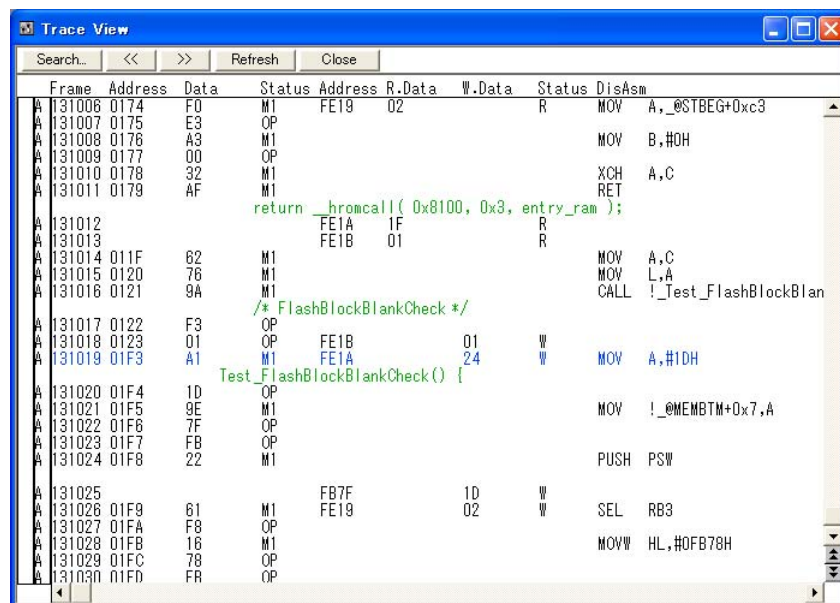 Trace View
Search... << >> Refresh Close
Frame Address Data Status Address R.Data W.Data Status DisAsm
A 131006 0174 F0 M1 FE19 02 R MOV A,_@STBEG+0xc3
A 131007 0175 E3 OP
A 131008 0176 A3 M1 MOV B,#0H
A 131009 0177 00 OP
A 131010 0178 32 M1 XCH A,C
A 131011 0179 AF M1 RET
return __hromcall( 0x8100, 0x3, entry_ram );
A 131012 FE1A 1F R
A 131013 FE1B 01 R
A 131014 011F 62 M1 MOV A,C
A 131015 0120 76 M1 MOV L,A
A 131016 0121 9A M1 CALL !_Test_FlashBlockBlan
/* FlashBlockBlankCheck */
A 131017 0122 F3 OP
A 131018 0123 01 OP FE1B 01 W
A 131019 01F3 A1 M1 FE1A 24 W MOV A,#1DH
Test_FlashBlockBlankCheck() {
A 131020 01F4 1D OP
A 131021 01F5 9E M1 MOV !_@MEMBTM+0x7,A
A 131022 01F6 7F OP
A 131023 01F7 FB OP
A 131024 01F8 22 M1 PUSH PSW
A 131025 FB7F 1D W
A 131026 01F9 61 M1 FE19 02 W SEL RB3
A 131027 01FA F8 OP
A 131028 01FB 16 M1 MOVW HL,#0FB78H
A 131029 01FC 78 OP
A 131030 01FD FB OP